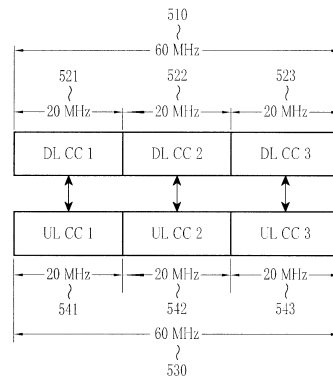 510
60 MHz
521 522 523
20 MHz 20 MHz 20 MHz
DL CC 1 DL CC 2 DL CC 3
UL CC 1 UL CC 2 UL CC 3
20 MHz 20 MHz 20 MHz
541 542 543
60 MHz
530